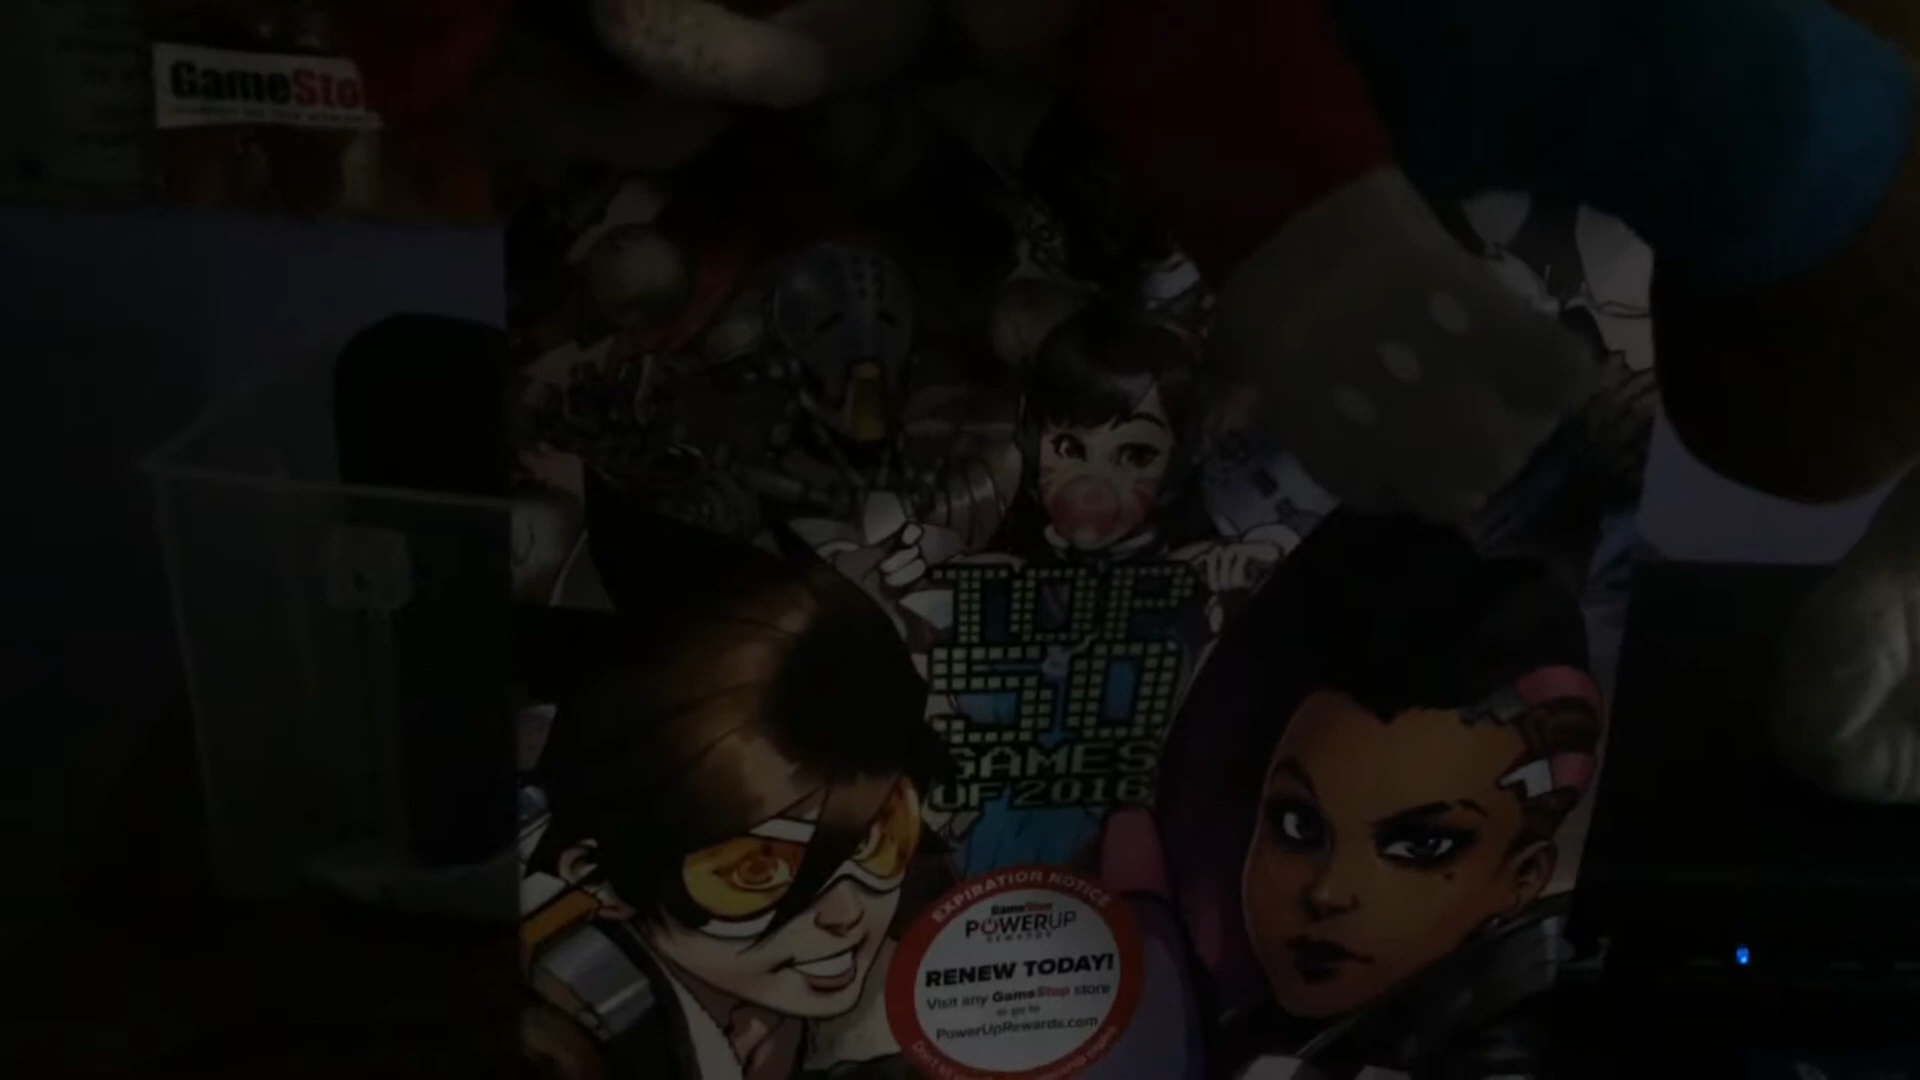 GameSto
TOP
50
GAMES
OF 2016
EXPIRATION NOTICE
GameStop
POWERUP
REWARDS
RENEW TODAY!
Visit any GameStop store
or go to
PowerUpRewards.com